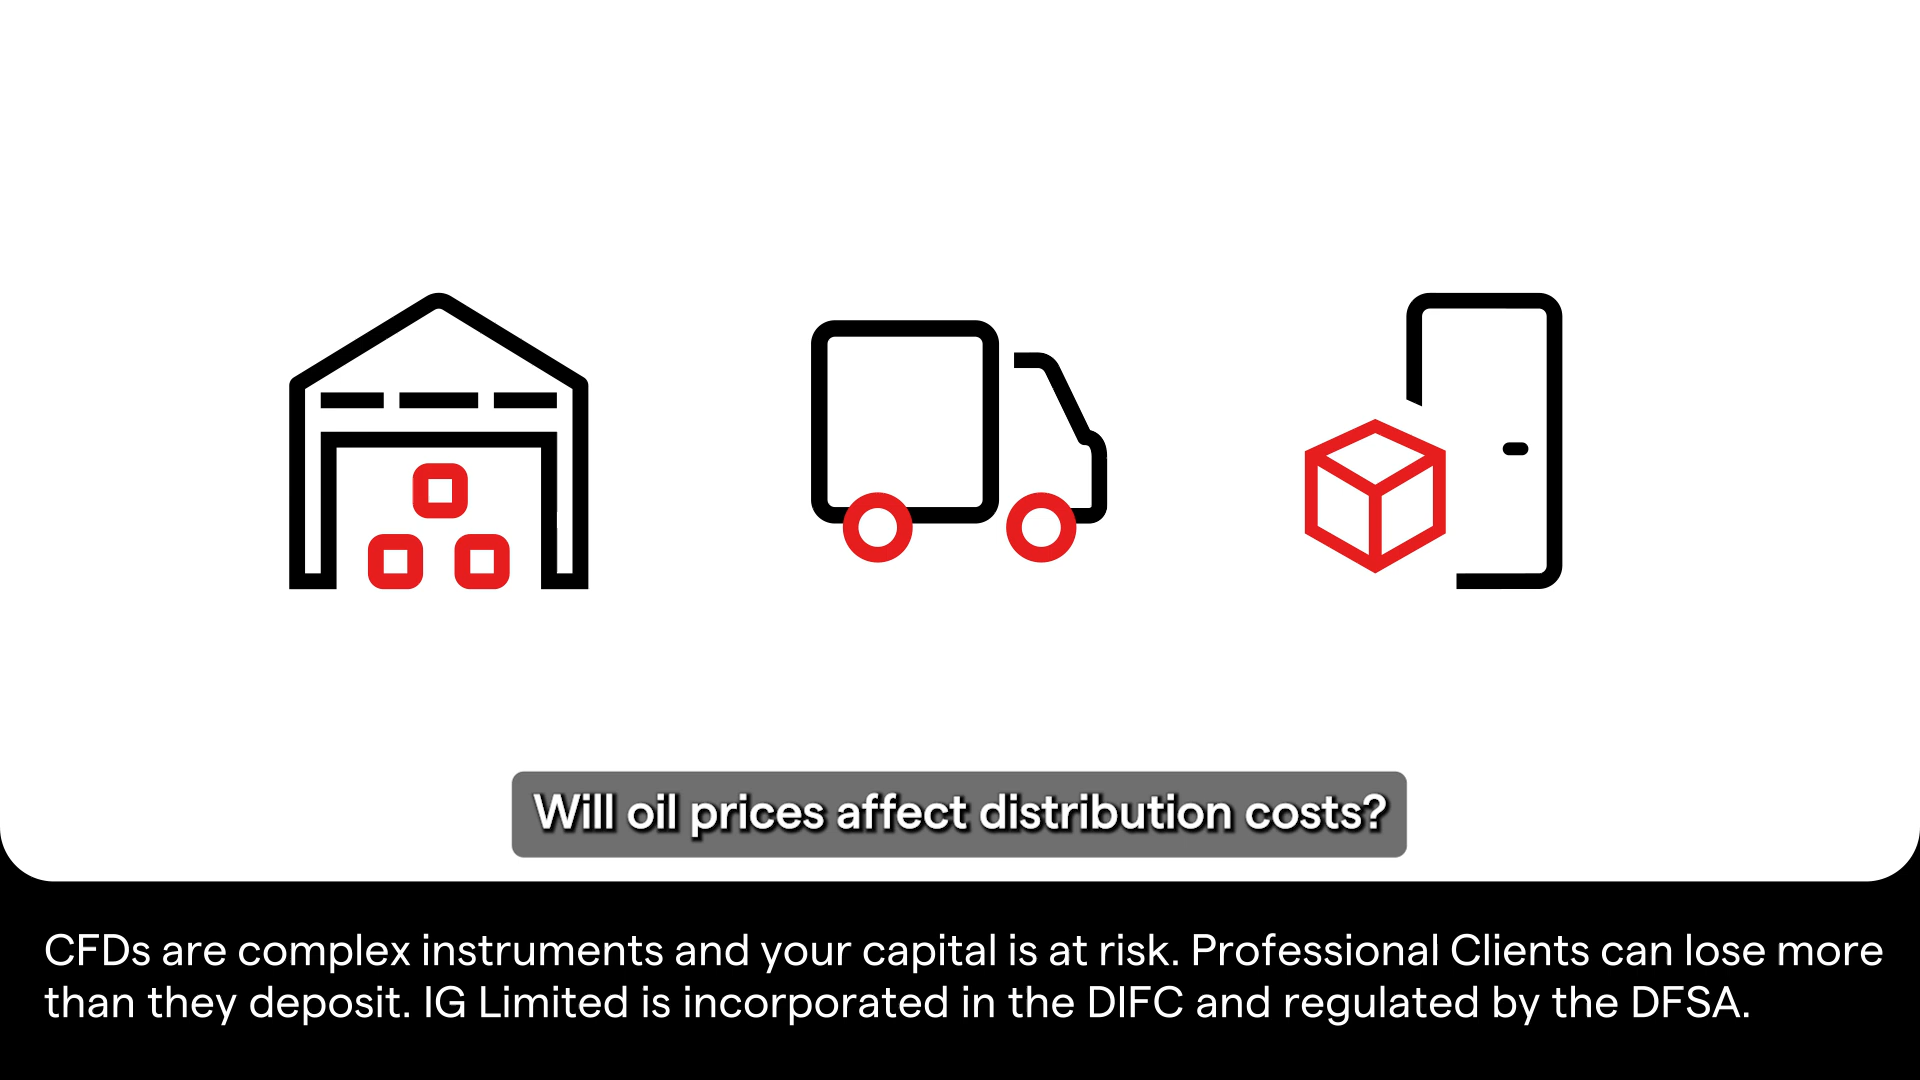 Will oil prices affect distribution costs?
CFDs are complex instruments and your capital is at risk. Professional Clients can lose more
than they deposit. IG Limited is incorporated in the DIFC and regulated by the DFSA.